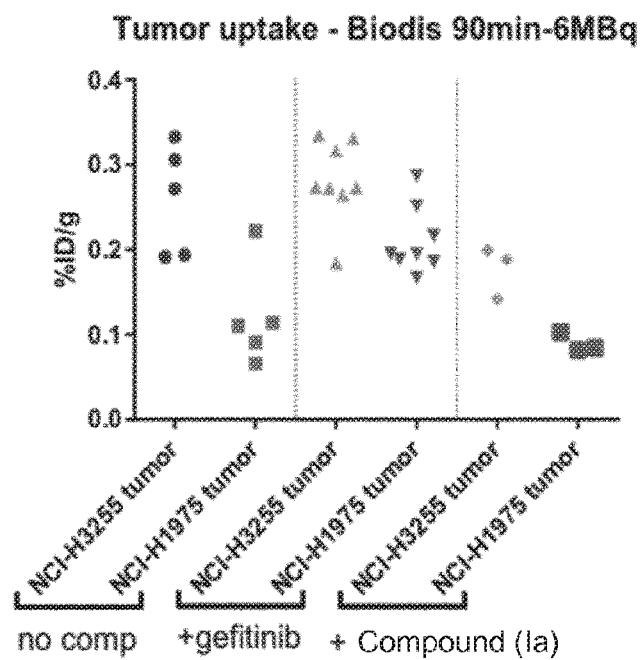 Tumor uptake - Biodis 90min-6MBq
%ID/g
0.4
0.3
0.2
0.1
0.0
NCI-H3255 tumor
NCI-H1975 tumor
NCI-H3255 tumor
NCI-H1975 tumor
NCI-H3255 tumor
NCI-H1975 tumor
no comp +gefitinib + Compound (Ia)